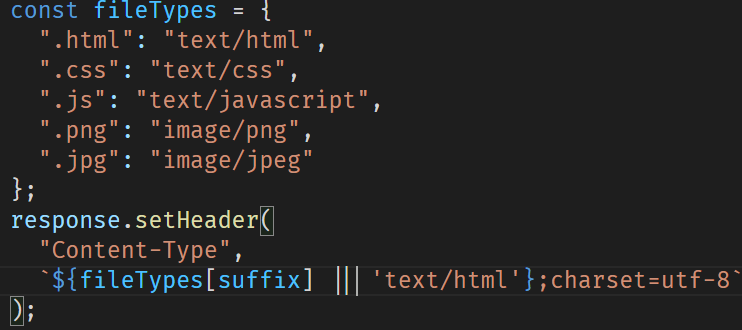 const fileTypes = {
  ".html": "text/html",
  ".css": "text/css",
  ".js": "text/javascript",
  ".png": "image/png",
  ".jpg": "image/jpeg"
};
response.setHeader(
  "Content-Type",
  `${fileTypes[suffix] || 'text/html'};charset=utf-8`
);